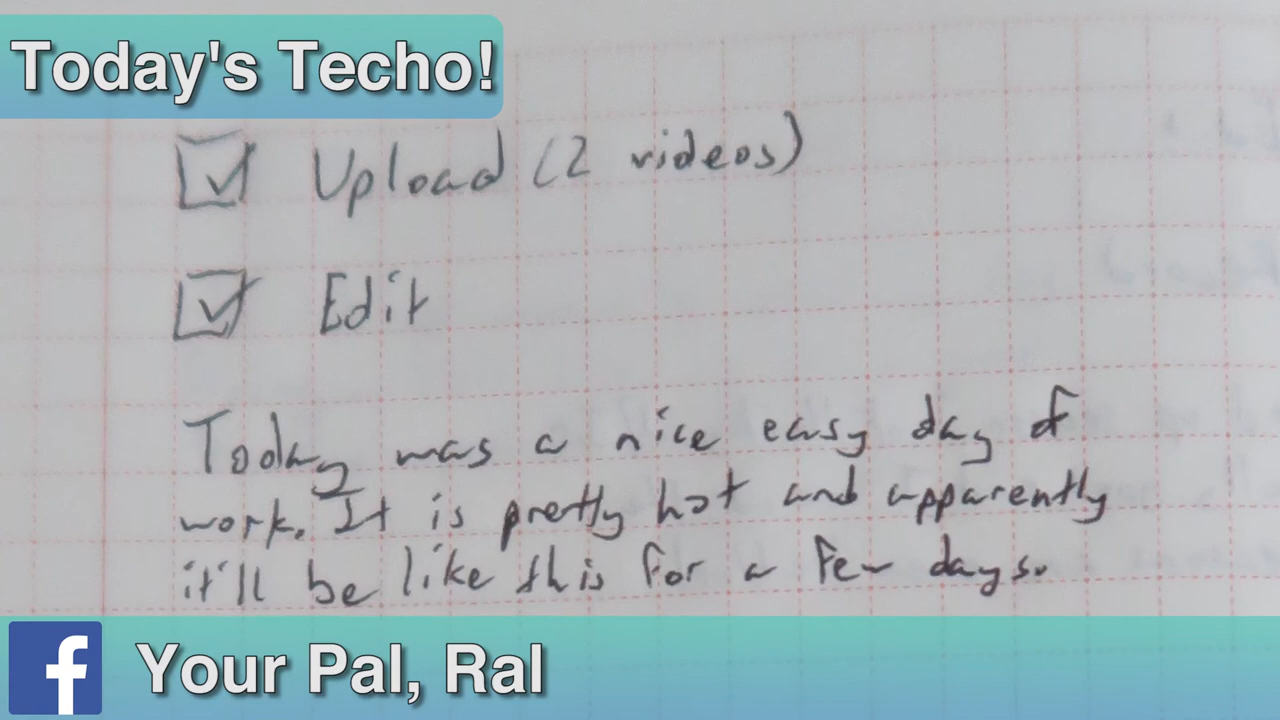 Today's Techo!
Upload (2 videos)
Edit
Today was a nice easy day of
work. It is pretty hot and apparently
it'll be like this for a few days.
f
Your Pal, Ral